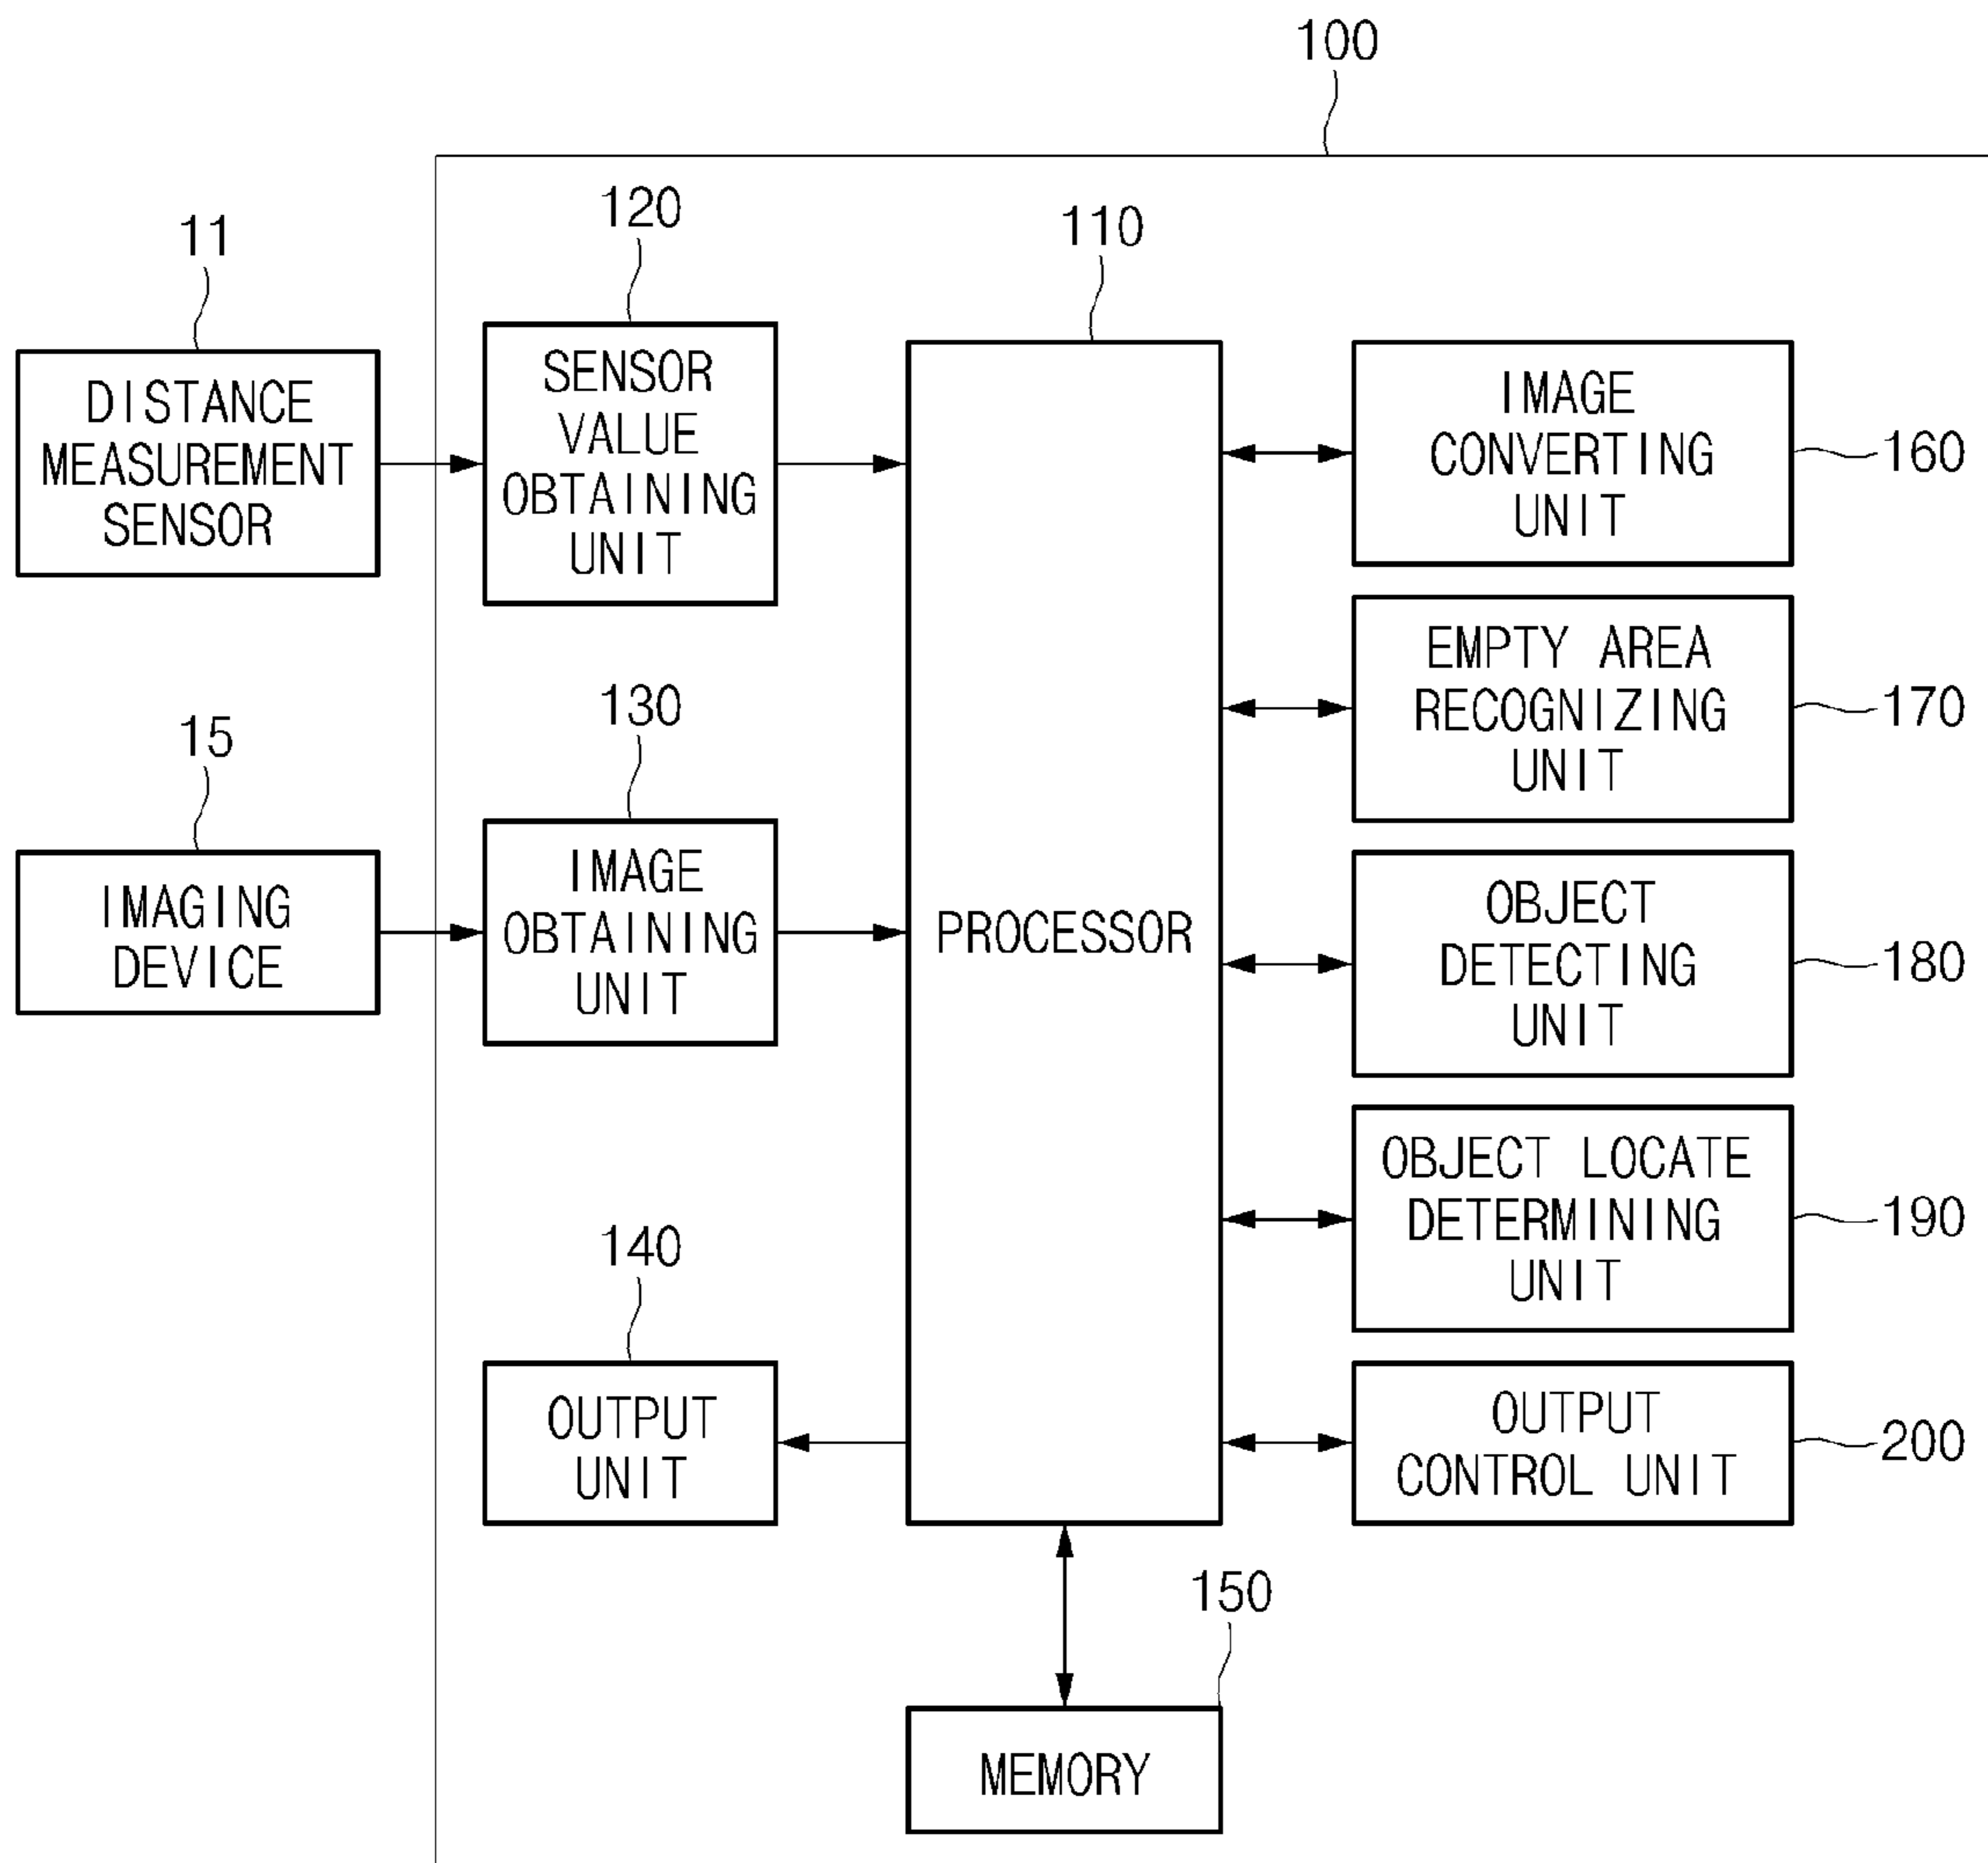 100
11
DISTANCE
MEASUREMENT
SENSOR
15
IMAGING
DEVICE
120
SENSOR
VALUE
OBTAINING
UNIT
130
IMAGE
OBTAINING
UNIT
140
OUTPUT
UNIT
110
PROCESSOR
150
MEMORY
IMAGE
CONVERTING
UNIT
160
EMPTY AREA
RECOGNIZING
UNIT
170
OBJECT
DETECTING
UNIT
180
OBJECT LOCATE
DETERMINING
UNIT
190
OUTPUT
CONTROL UNIT
200